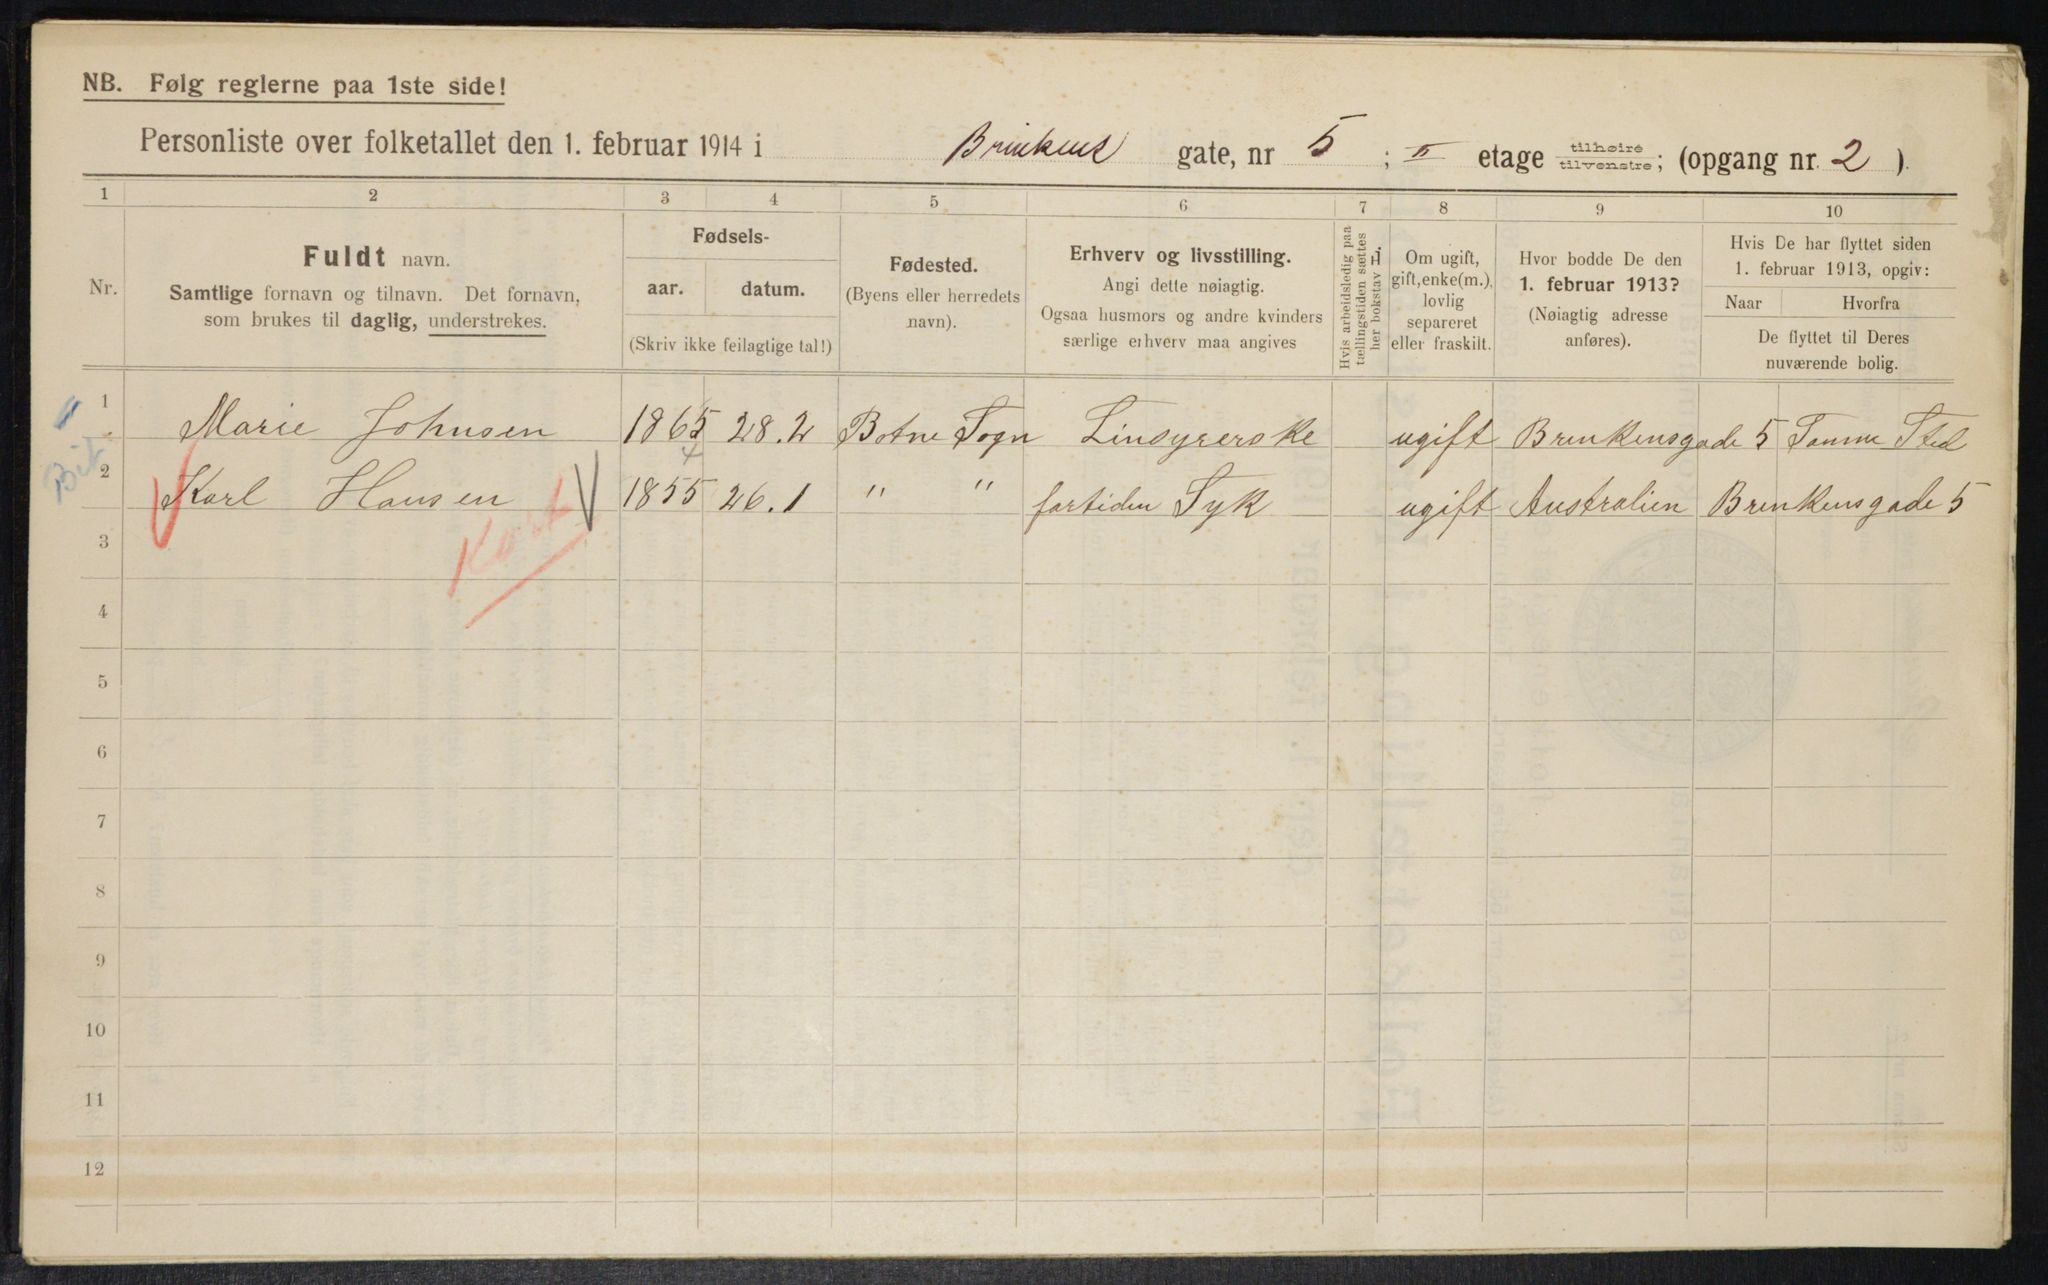 NB. Følg reglerne paa 1ste side!
Personliste over folketallet den 1. februar 1914 i Brinkens gate, nr 5 ; II etage tilhøire tilvenstre; (opgang nr. 2 ).
1 2 3 4 5 6 7 8 9 10
Nr.
Fuldt navn.
Samtlige fornavn og tilnavn. Det fornavn,
som brukes til daglig, understrekes.
Fødsels-
aar. datum.
(Skriv ikke feilagtige tal!)
Fødested.
(Byens eller herredets
navn).
Erhverv og livsstilling.
Angi dette nøiagtig.
Ogsaa husmors og andre kvinders
særlige erhverv maa angives
Hvis arbeidsledig paa
tællingstiden sættes
her bokstav L.
Om ugift,
gift, enke(m.),
lovlig
separeret
eller fraskilt.
Hvor bodde De den
1. februar 1913?
(Nøiagtig adresse
anføres).
Hvis De har flyttet siden
1. februar 1913, opgiv:
Naar Hvorfra
De flyttet til Deres
nuværende bolig.
1 Marie Johnsen 1865 28.2 Botne Sogn Linsyrerske ugift Brenkensgade 5 Samme Sted
2 Karl Hansen 1855 26.1 " " fortiden Syk ugift Australien Brenkensgade 5
Kort
3
4
5
6
7
8
9
10
11
12